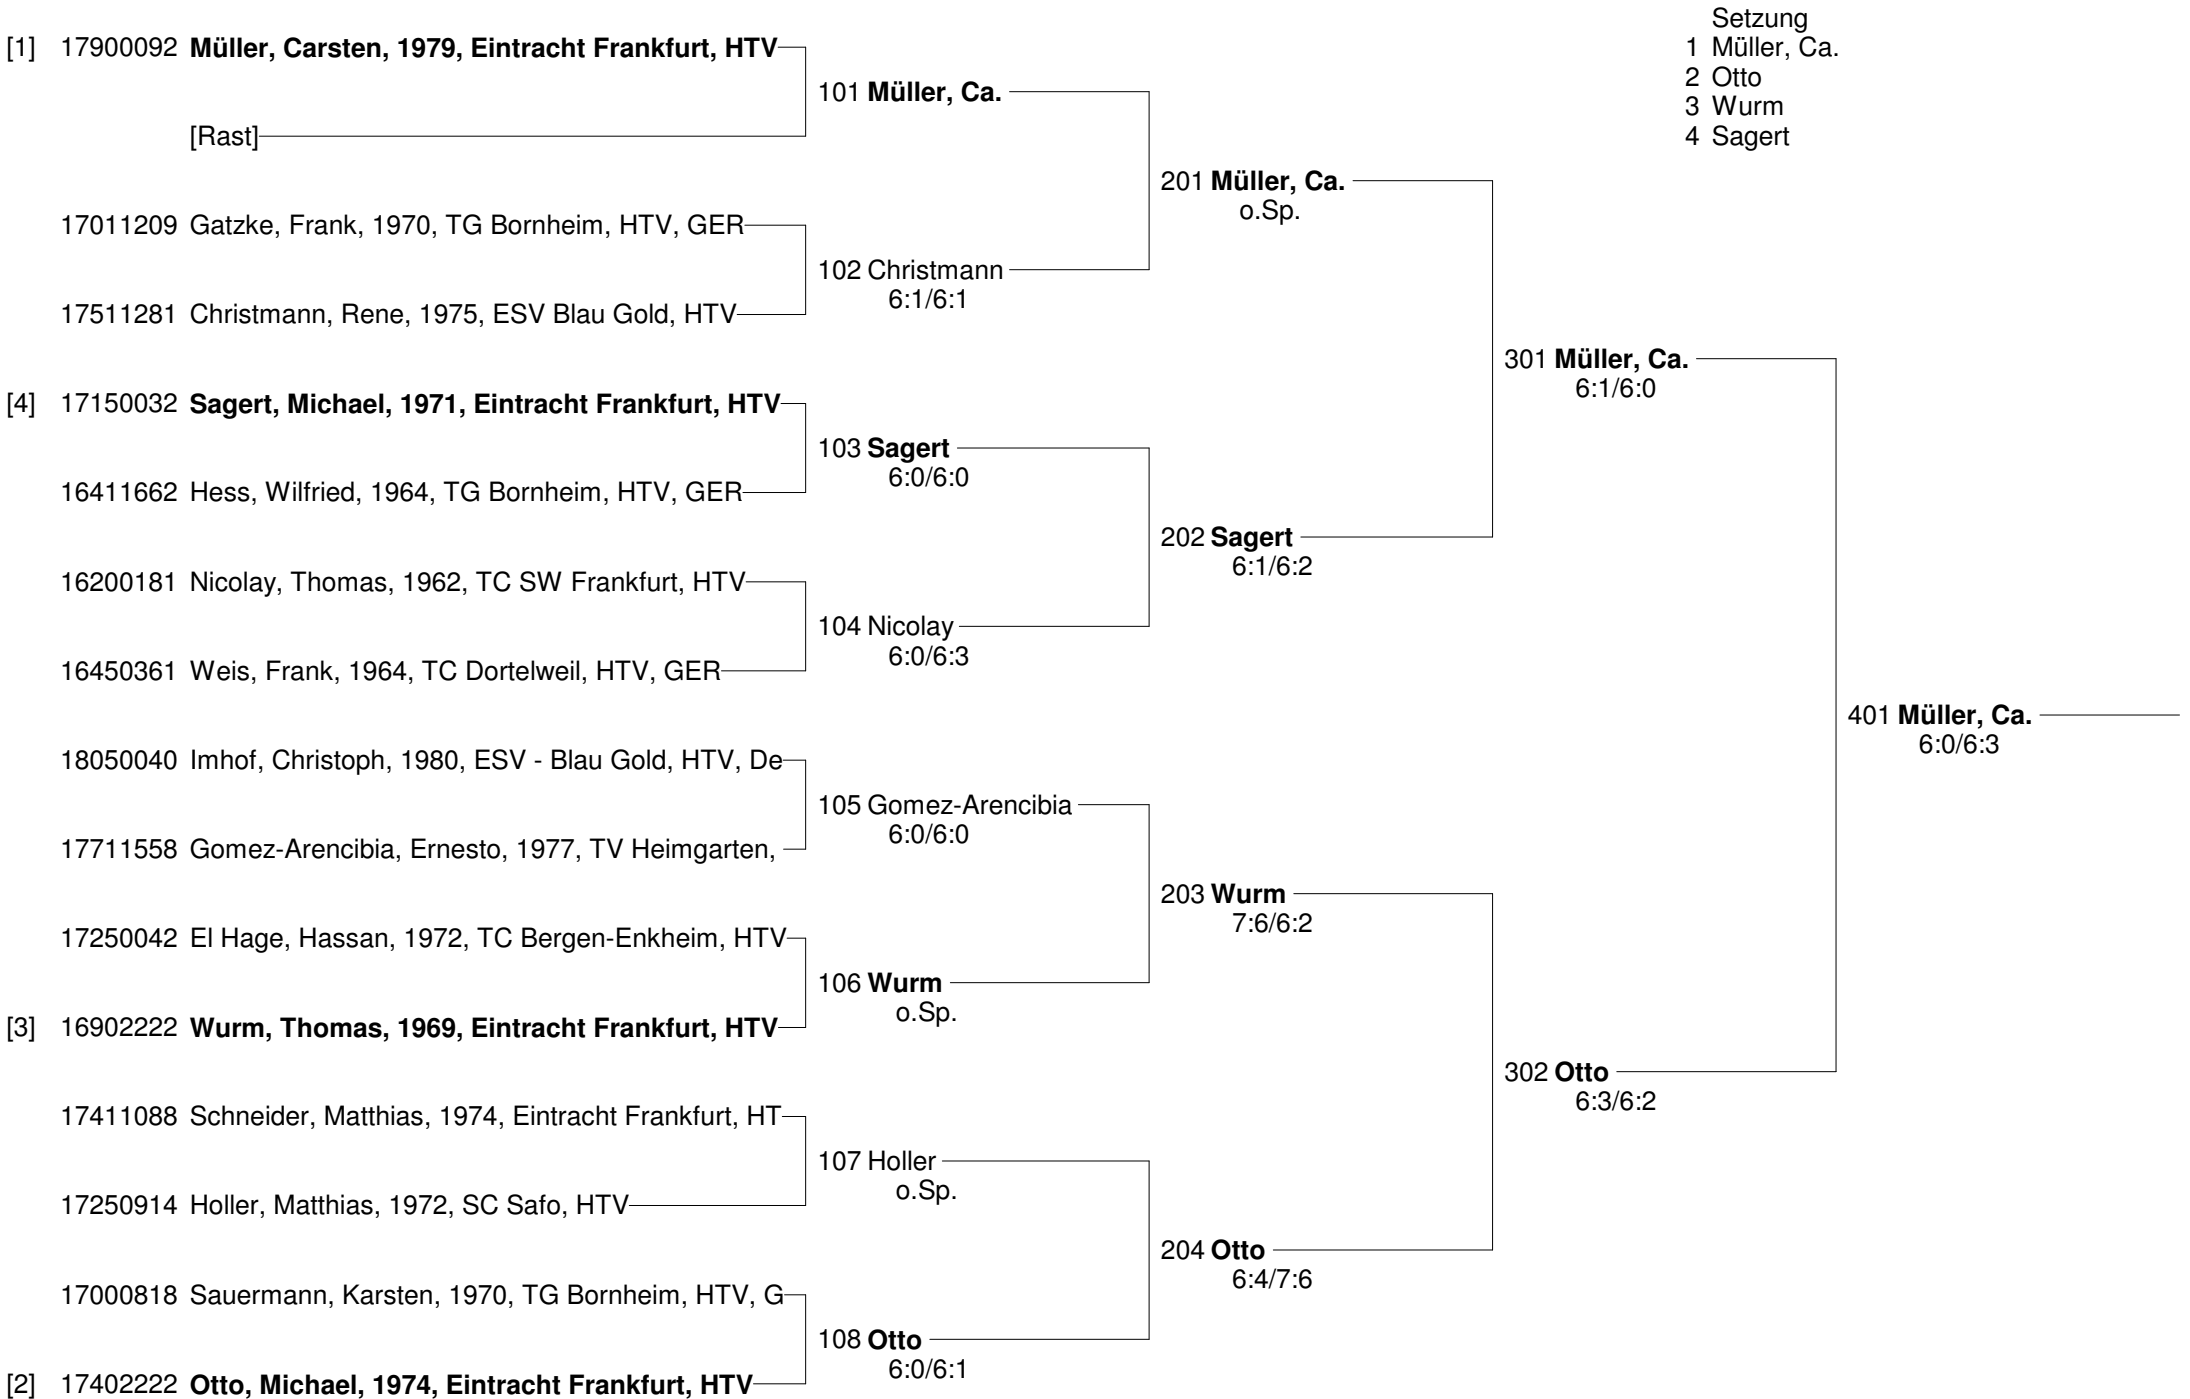 Setzung
1 Müller, Ca.
2 Otto
3 Wurm
4 Sagert
[1] 17900092 Müller, Carsten, 1979, Eintracht Frankfurt, HTV
[Rast]
17011209 Gatzke, Frank, 1970, TG Bornheim, HTV, GER
17511281 Christmann, Rene, 1975, ESV Blau Gold, HTV
[4] 17150032 Sagert, Michael, 1971, Eintracht Frankfurt, HTV
16411662 Hess, Wilfried, 1964, TG Bornheim, HTV, GER
16200181 Nicolay, Thomas, 1962, TC SW Frankfurt, HTV
16450361 Weis, Frank, 1964, TC Dortelweil, HTV, GER
18050040 Imhof, Christoph, 1980, ESV - Blau Gold, HTV, De
17711558 Gomez-Arencibia, Ernesto, 1977, TV Heimgarten,
17250042 El Hage, Hassan, 1972, TC Bergen-Enkheim, HTV
[3] 16902222 Wurm, Thomas, 1969, Eintracht Frankfurt, HTV
17411088 Schneider, Matthias, 1974, Eintracht Frankfurt, HT
17250914 Holler, Matthias, 1972, SC Safo, HTV
17000818 Sauermann, Karsten, 1970, TG Bornheim, HTV, G
[2] 17402222 Otto, Michael, 1974, Eintracht Frankfurt, HTV
101 Müller, Ca.
102 Christmann
6:1/6:1
103 Sagert
6:0/6:0
104 Nicolay
6:0/6:3
105 Gomez-Arencibia
6:0/6:0
106 Wurm
o.Sp.
107 Holler
o.Sp.
108 Otto
6:0/6:1
201 Müller, Ca.
o.Sp.
202 Sagert
6:1/6:2
203 Wurm
7:6/6:2
204 Otto
6:4/7:6
301 Müller, Ca.
6:1/6:0
302 Otto
6:3/6:2
401 Müller, Ca.
6:0/6:3